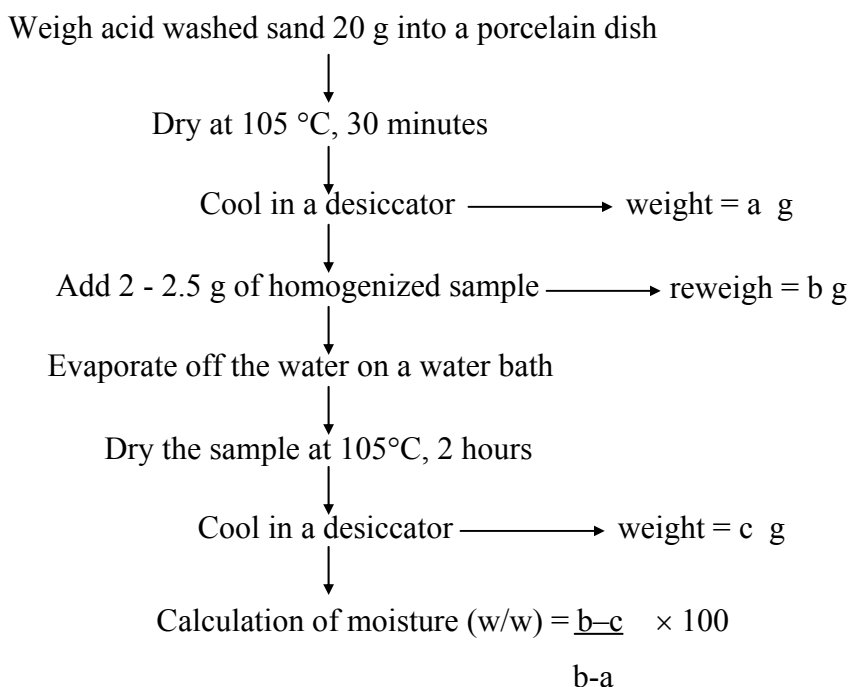 Weigh acid washed sand 20 g into a porcelain dish
Dry at 105 °C, 30 minutes
Cool in a desiccator weight = a g
Add 2 - 2.5 g of homogenized sample reweigh = b g
Evaporate off the water on a water bath
Dry the sample at 105°C, 2 hours
Cool in a desiccator weight = c g
Calculation of moisture (w/w) = b–c × 100
b-a